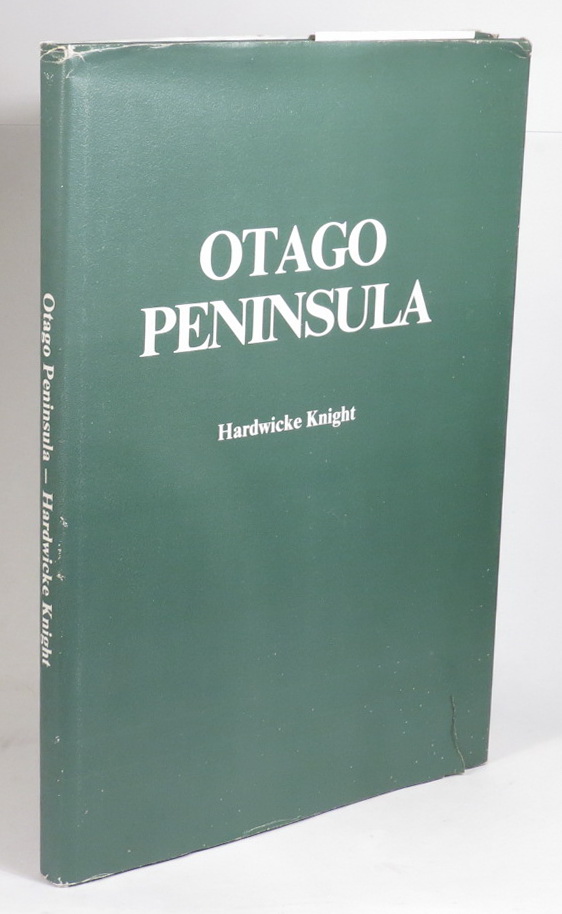 OTAGO
PENINSULA
Hardwicke Knight
Otago Peninsula — Hardwicke Knight